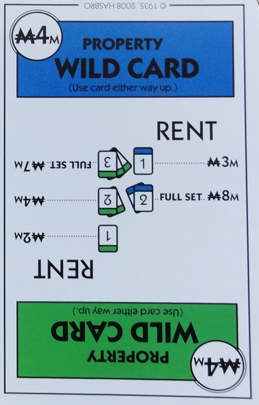 © 1935, 2008 HASBRO
₩4M
PROPERTY
WILD CARD
(Use card either way up.)
RENT
1 ₩3M
2 FULL SET ₩8M
3 FULL SET ₩7M
2 ₩4M
1 ₩2M
RENT
(Use card either way up.)
WILD CARD
PROPERTY
₩4M